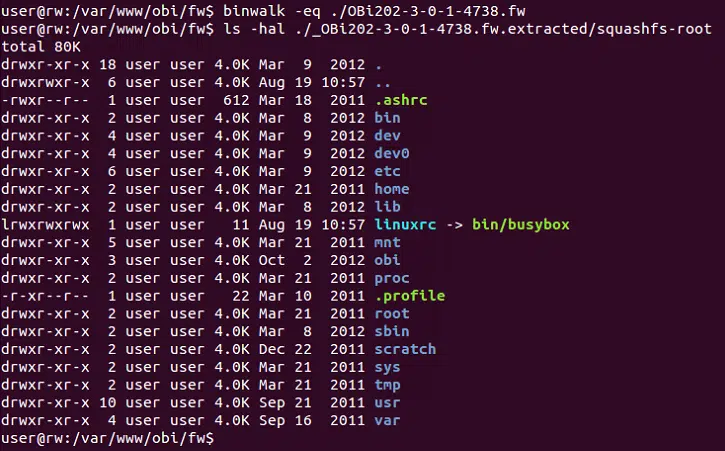 user@rw:/var/www/obi/fw$ binwalk -eq ./OBi202-3-0-1-4738.fw
user@rw:/var/www/obi/fw$ ls -hal ./_OBi202-3-0-1-4738.fw.extracted/squashfs-root
total 80K
drwxr-xr-x 18 user user 4.0K Mar  9  2012 .
drwxrwxr-x  6 user user 4.0K Aug 19 10:57 ..
-rwxr--r--  1 user user  612 Mar 18  2011 .ashrc
drwxr-xr-x  2 user user 4.0K Mar  8  2012 bin
drwxr-xr-x  4 user user 4.0K Mar  9  2012 dev
drwxr-xr-x  4 user user 4.0K Mar  9  2012 dev0
drwxr-xr-x  6 user user 4.0K Mar  9  2012 etc
drwxr-xr-x  2 user user 4.0K Mar 21  2011 home
drwxr-xr-x  2 user user 4.0K Mar  8  2012 lib
lrwxrwxrwx  1 user user   11 Aug 19 10:57 linuxrc -> bin/busybox
drwxr-xr-x  5 user user 4.0K Mar 21  2011 mnt
drwxr-xr-x  3 user user 4.0K Oct  2  2012 obi
drwxr-xr-x  2 user user 4.0K Mar 21  2011 proc
-r-xr--r--  1 user user   22 Mar 10  2011 .profile
drwxr-xr-x  2 user user 4.0K Mar 21  2011 root
drwxr-xr-x  2 user user 4.0K Mar  8  2012 sbin
drwxr-xr-x  2 user user 4.0K Dec 22  2011 scratch
drwxr-xr-x  2 user user 4.0K Mar 21  2011 sys
drwxr-xr-x  2 user user 4.0K Mar 21  2011 tmp
drwxr-xr-x 10 user user 4.0K Sep 21  2011 usr
drwxr-xr-x  4 user user 4.0K Sep 16  2011 var
user@rw:/var/www/obi/fw$